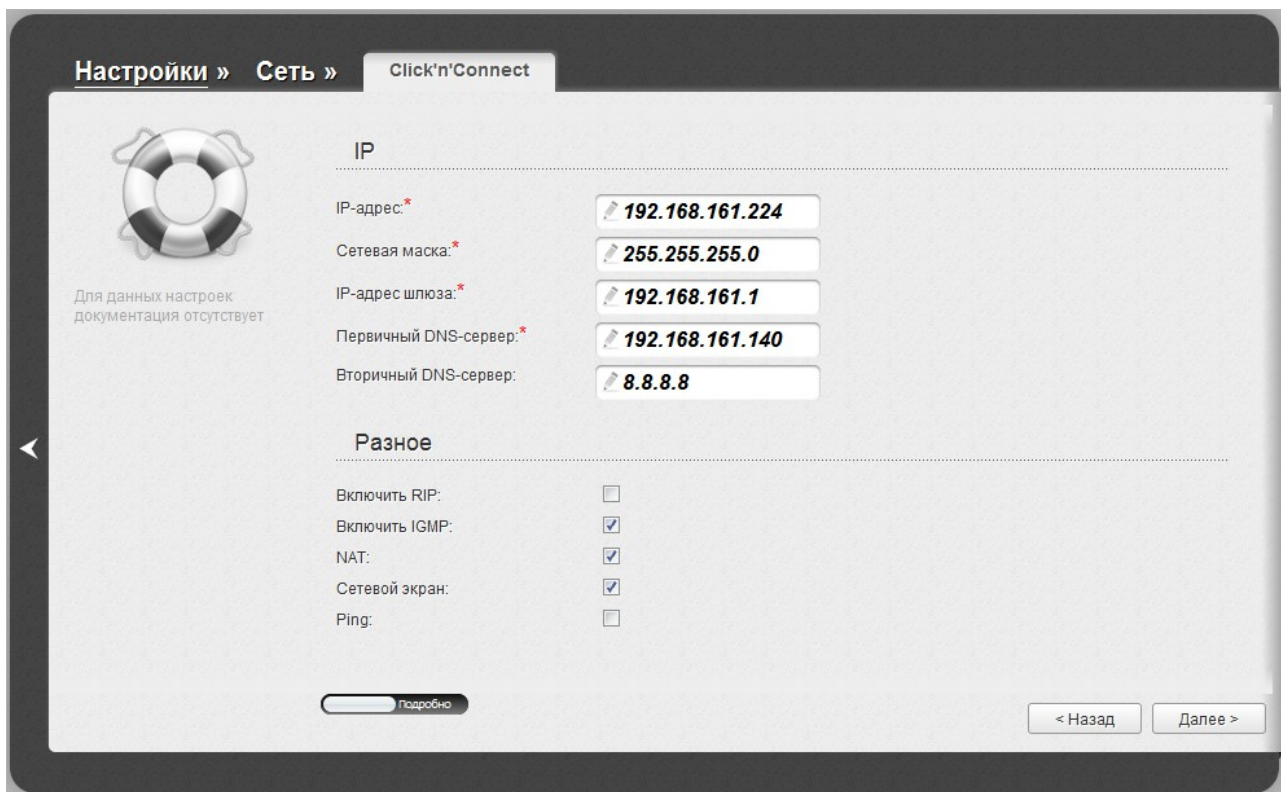 Настройки » Сеть » Click'n'Connect
IP
IP-адрес:* 192.168.161.224
Сетевая маска:* 255.255.255.0
IP-адрес шлюза:* 192.168.161.1
Первичный DNS-сервер:* 192.168.161.140
Вторичный DNS-сервер: 8.8.8.8
Для данных настроек
документация отсутствует
Разное
Включить RIP:
Включить IGMP:
NAT:
Сетевой экран:
Ping:
Подробно
< Назад Далее >